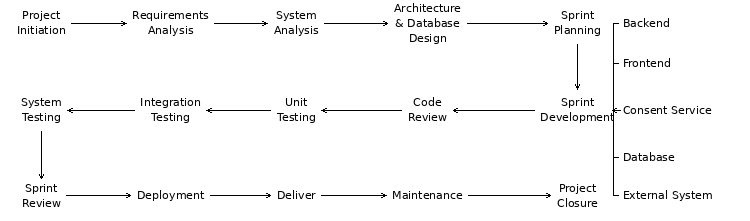 Project
Initiation
Requirements
Analysis
System
Analysis
Architecture
& Database
Design
Sprint
Planning
Backend
Frontend
Consent Service
Database
External System
Sprint
Development
Code
Review
Unit
Testing
Integration
Testing
System
Testing
Sprint
Review
Deployment
Deliver
Maintenance
Project
Closure